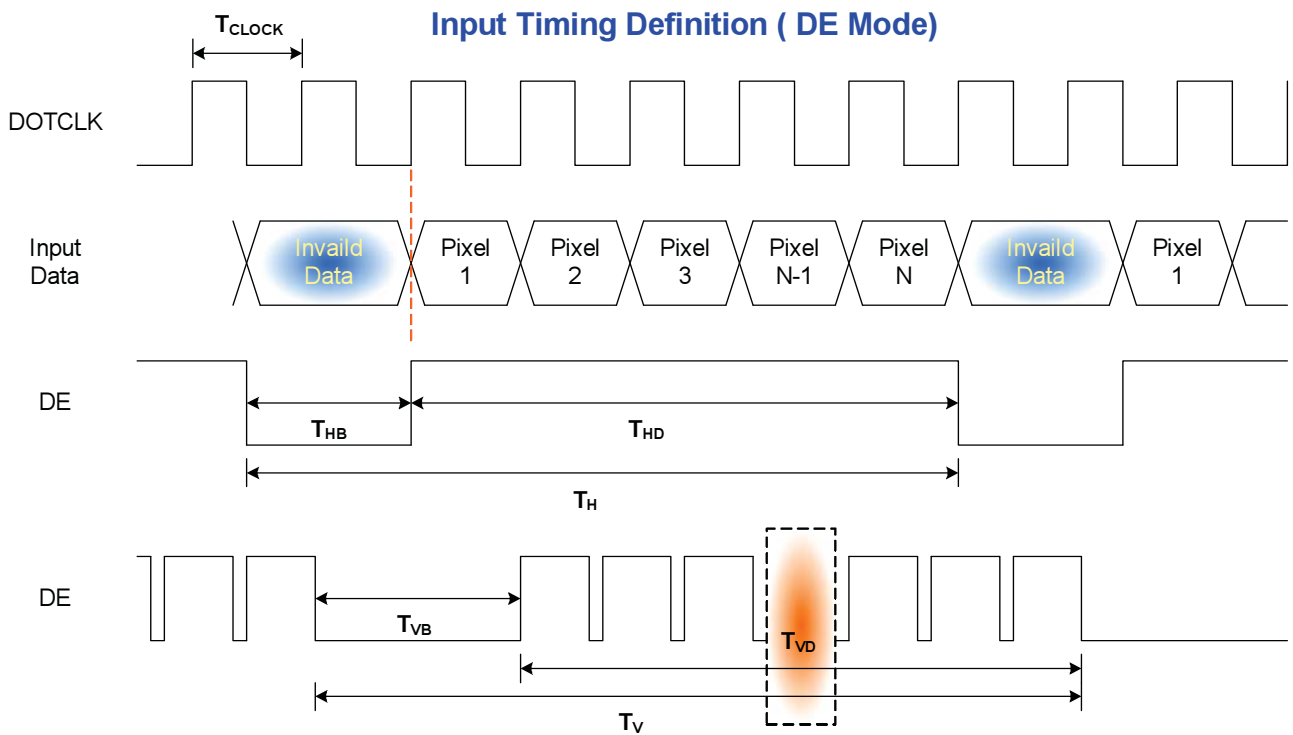 Input Timing Definition ( DE Mode)
TCLOCK
DOTCLK
Input
Data
Invaild
Data
Pixel
1
Pixel
2
Pixel
3
Pixel
N-1
Pixel
N
Invaild
Data
Pixel
1
DE
THB
THD
TH
DE
TVB
TVD
TV